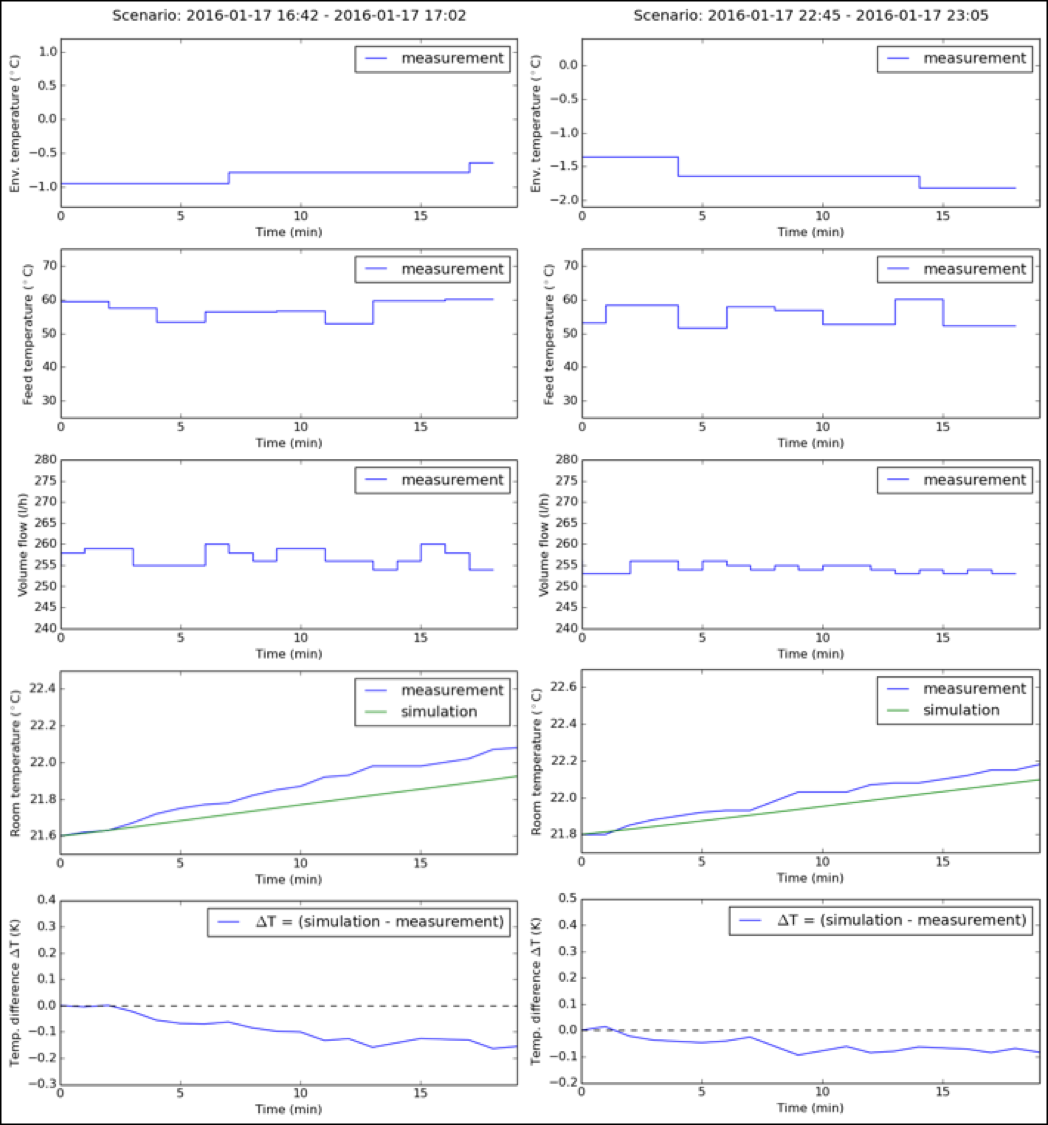 Scenario: 2016-01-17 16:42 - 2016-01-17 17:02
1.0
0.5
0.0
−0.5
−1.0
Env. temperature (°C)
measurement
0 5 10 15
Time (min)
70
60
50
40
30
Feed temperature (°C)
measurement
0 5 10 15
Time (min)
280
275
270
265
260
255
250
245
240
Volume flow (l/h)
measurement
0 5 10 15
Time (min)
22.4
22.2
22.0
21.8
21.6
Room temperature (°C)
measurement
simulation
0 5 10 15
Time (min)
0.4
0.3
0.2
0.1
0.0
−0.1
−0.2
−0.3
Temp. difference ΔT (K)
ΔT = (simulation - measurement)
0 5 10 15
Time (min)
Scenario: 2016-01-17 22:45 - 2016-01-17 23:05
0.0
−0.5
−1.0
−1.5
−2.0
Env. temperature (°C)
measurement
0 5 10 15
Time (min)
70
60
50
40
30
Feed temperature (°C)
measurement
0 5 10 15
Time (min)
280
275
270
265
260
255
250
245
240
Volume flow (l/h)
measurement
0 5 10 15
Time (min)
22.6
22.4
22.2
22.0
21.8
Room temperature (°C)
measurement
simulation
0 5 10 15
Time (min)
0.5
0.4
0.3
0.2
0.1
0.0
−0.1
−0.2
Temp. difference ΔT (K)
ΔT = (simulation - measurement)
0 5 10 15
Time (min)